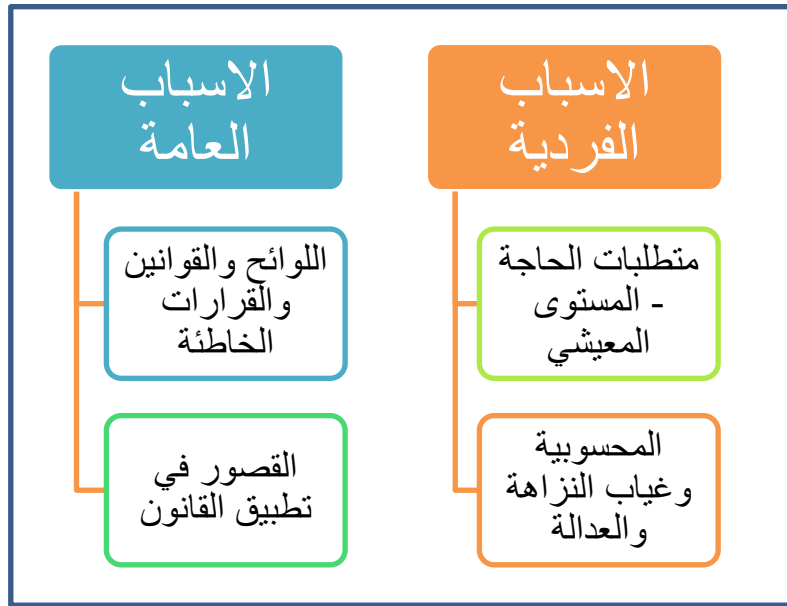 الاسباب
الفردية
متطلبات الحاجة
- المستوى
المعيشي
المحسوبية
وغياب النزاهة
والعدالة
الاسباب
العامة
اللوائح والقوانين
والقرارات
الخاطئة
القصور في
تطبيق القانون